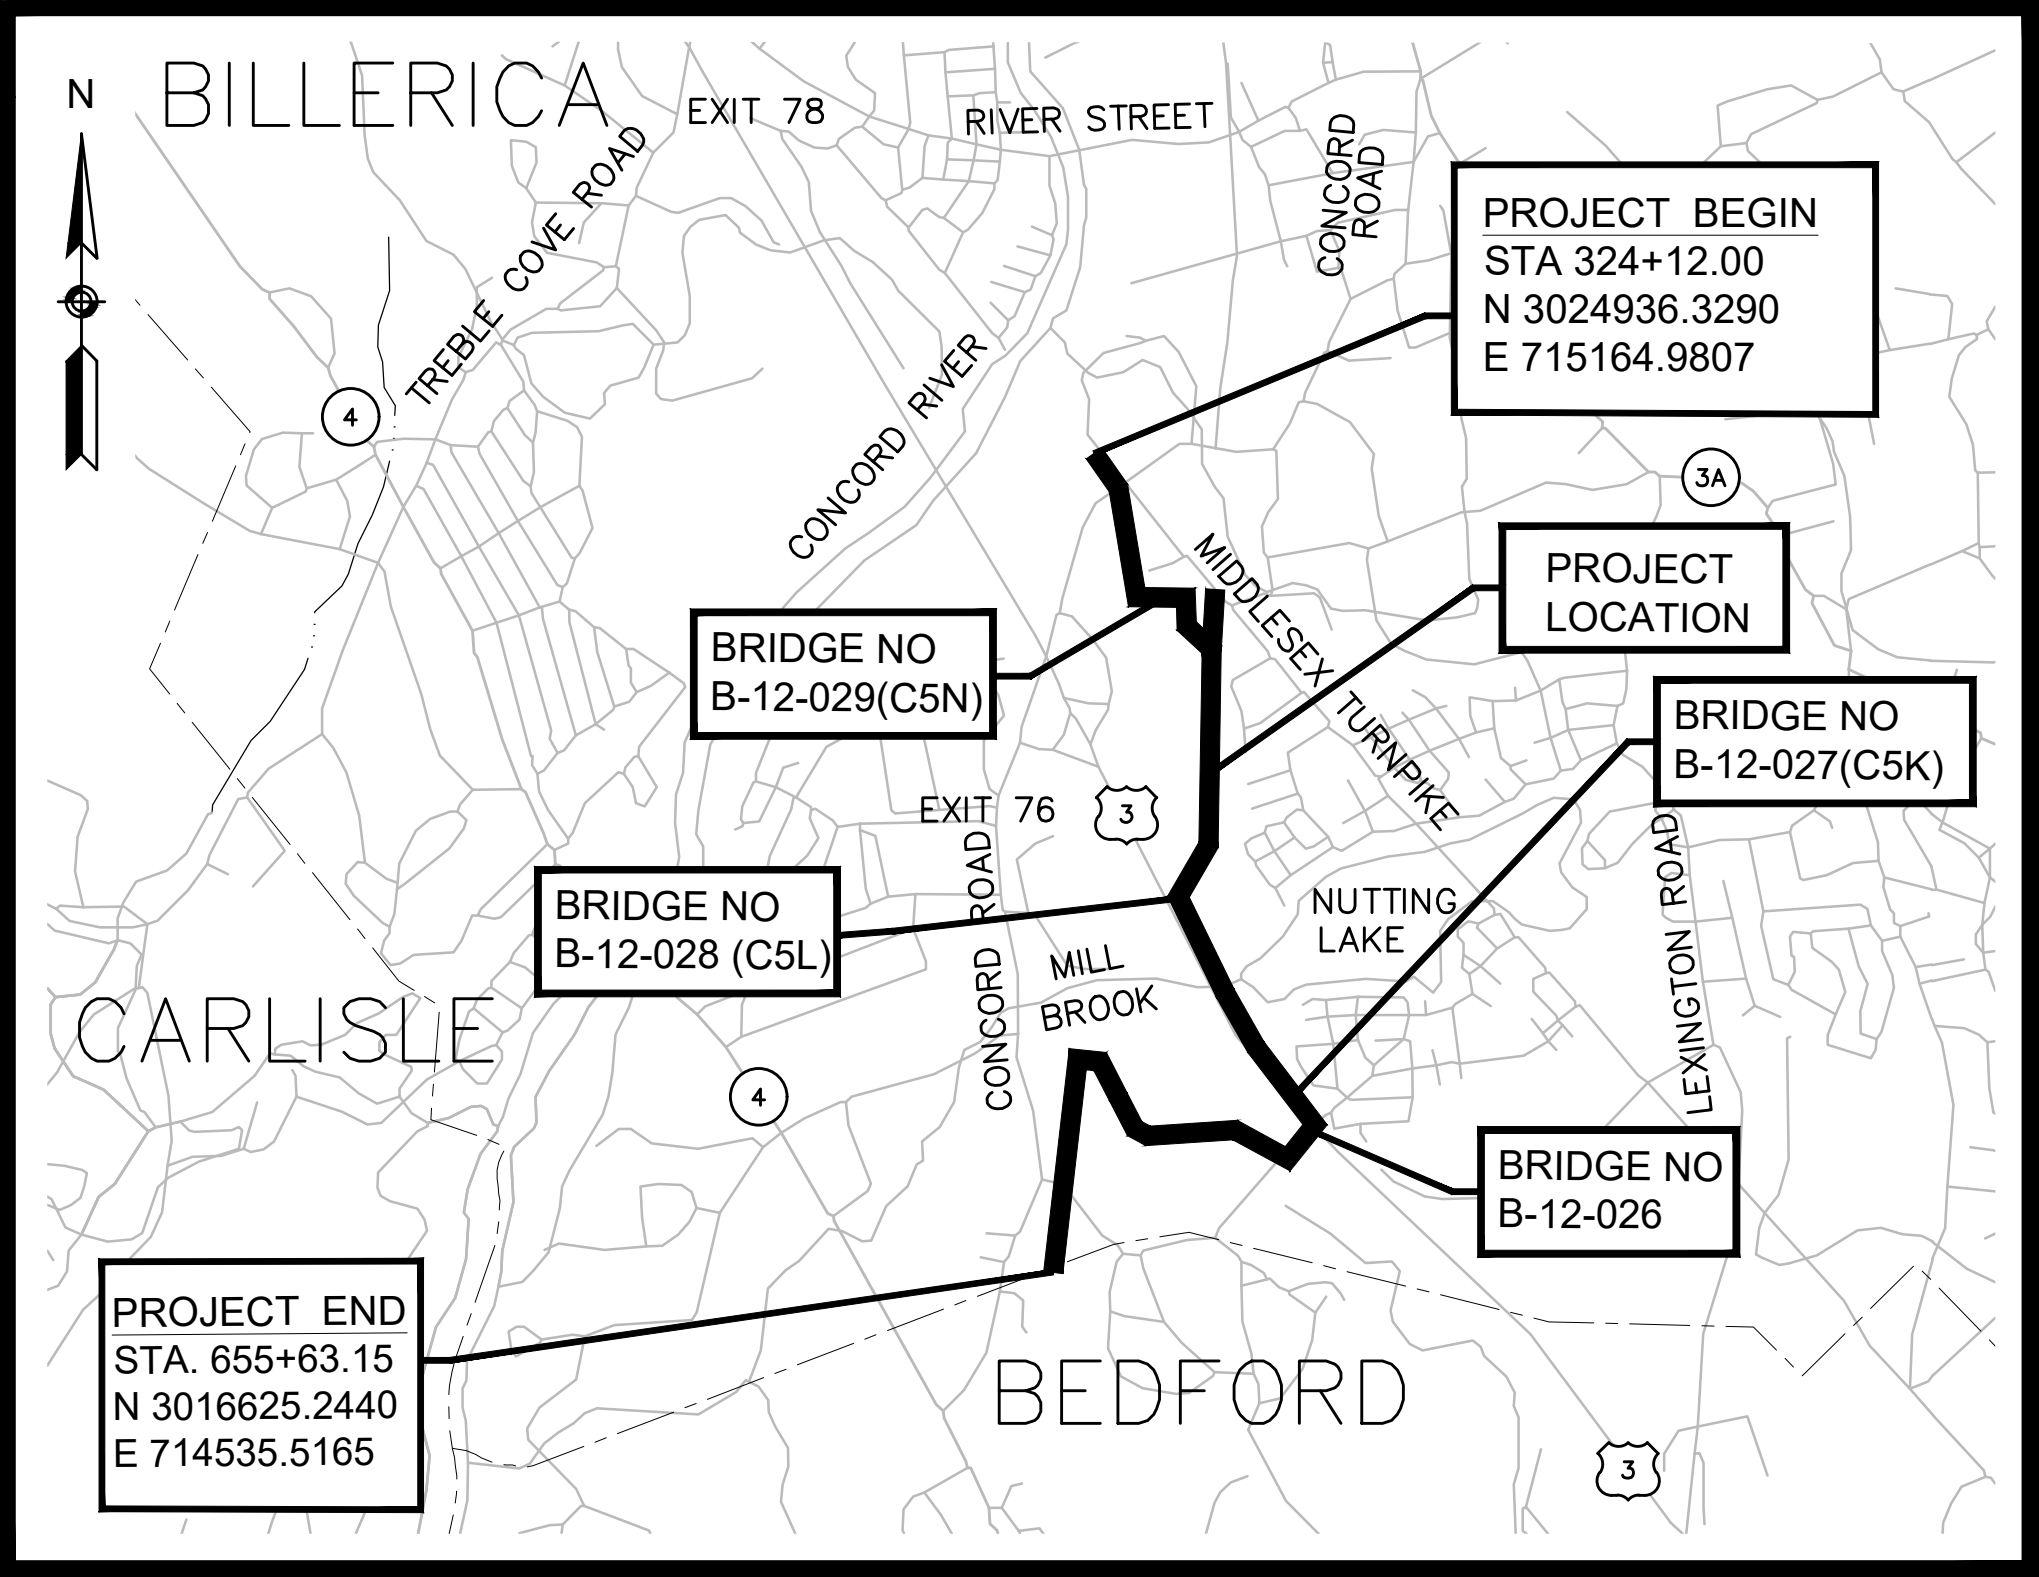 BILLERICA
N
EXIT 78
RIVER STREET
CONCORD
ROAD
TREBLE COVE ROAD
PROJECT BEGIN
STA 324+12.00
N 3024936.3290
E 715164.9807
CONCORD RIVER
4
3A
MIDDLESEX TURNPIKE
PROJECT
LOCATION
BRIDGE NO
B-12-029(C5N)
BRIDGE NO
B-12-027(C5K)
EXIT 76
3
CONCORD ROAD
LEXINGTON ROAD
BRIDGE NO
B-12-028 (C5L)
NUTTING
LAKE
MILL
BROOK
CARLISLE
4
BRIDGE NO
B-12-026
PROJECT END
STA. 655+63.15
N 3016625.2440
E 714535.5165
BEDFORD
3